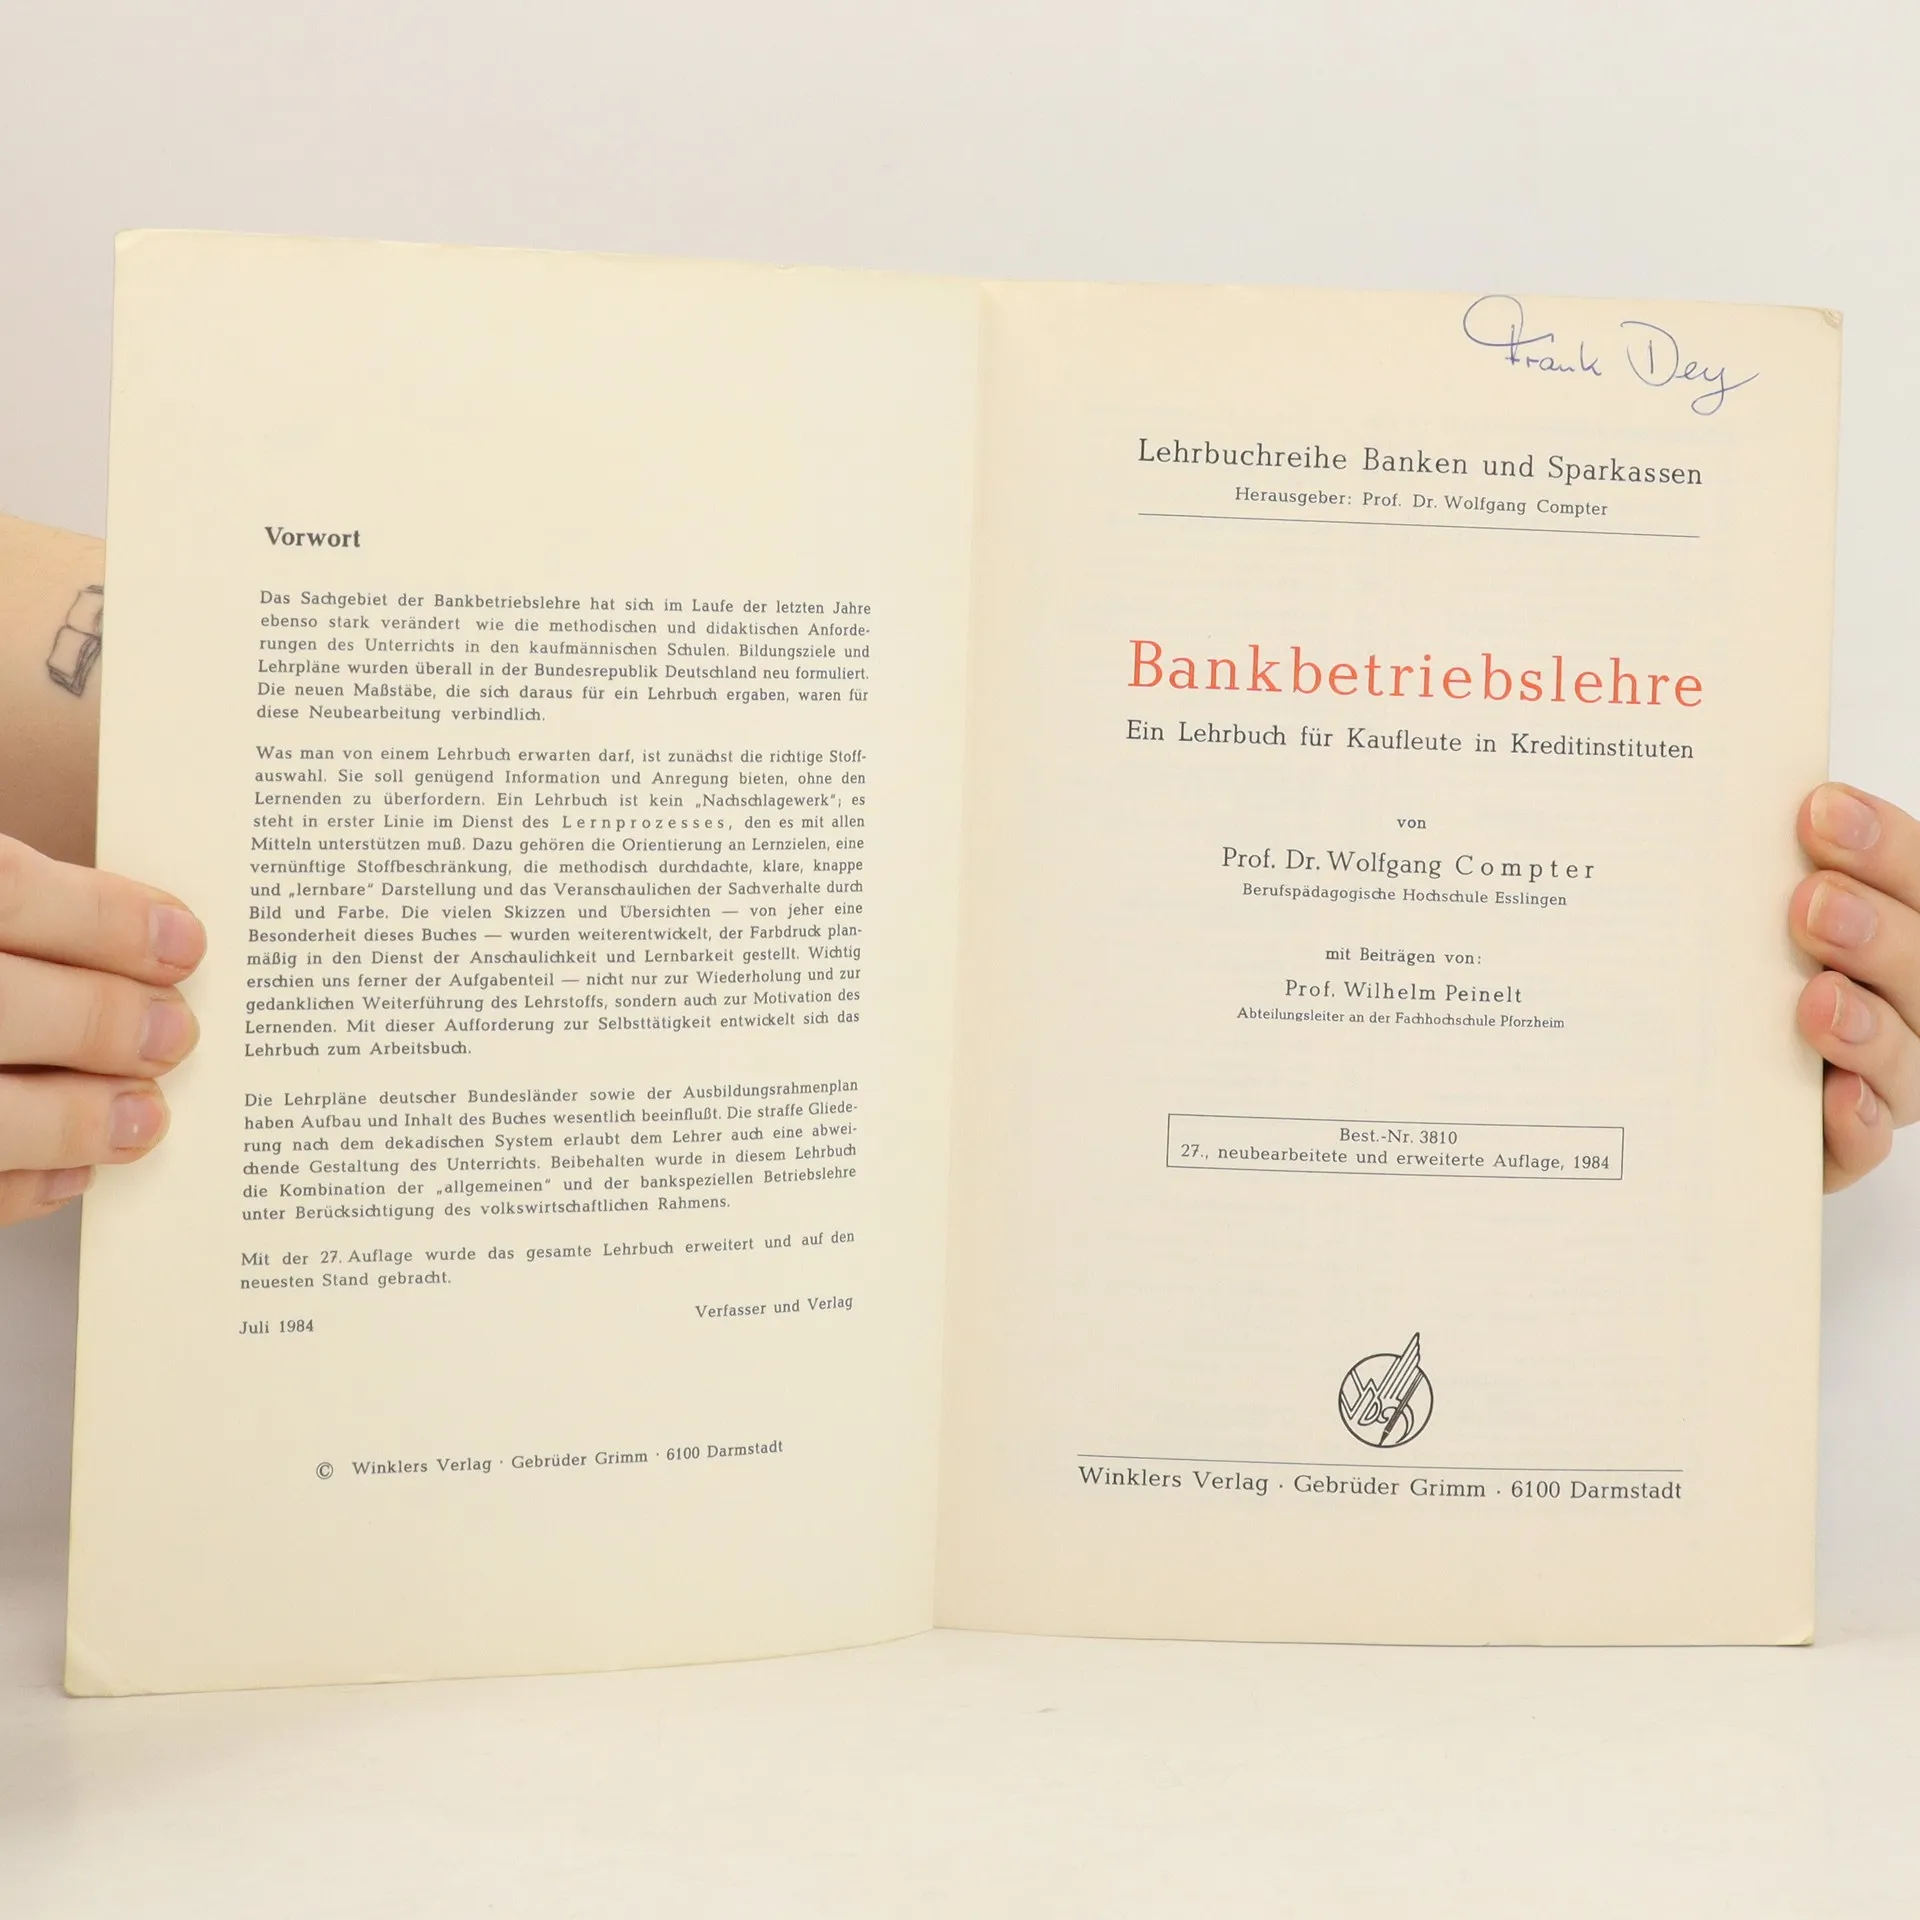 Vorwort
Das Sachgebiet der Bankbetriebslehre hat sich im Laufe der letzten Jahre
ebenso stark verändert wie die methodischen und didaktischen Anforde-
rungen des Unterrichts in den kaufmännischen Schulen. Bildungsziele und
Lehrpläne wurden überall in der Bundesrepublik Deutschland neu formuliert.
Die neuen Maßstäbe, die sich daraus für ein Lehrbuch ergaben, waren für
diese Neubearbeitung verbindlich.
Was man von einem Lehrbuch erwarten darf, ist zunächst die richtige Stoff-
auswahl. Sie soll genügend Information und Anregung bieten, ohne den
Lernenden zu überfordern. Ein Lehrbuch ist kein „Nachschlagewerk“; es
steht in erster Linie im Dienst des Lernprozesses, den es mit allen
Mitteln unterstützen muß. Dazu gehören die Orientierung an Lernzielen, eine
vernünftige Stoffbeschränkung, die methodisch durchdachte, klare, knappe
und „lernbare“ Darstellung und das Veranschaulichen der Sachverhalte durch
Bild und Farbe. Die vielen Skizzen und Übersichten — von jeher eine
Besonderheit dieses Buches — wurden weiterentwickelt, der Farbdruck plan-
mäßig in den Dienst der Anschaulichkeit und Lernbarkeit gestellt. Wichtig
erschien uns ferner der Aufgabenteil — nicht nur zur Wiederholung und zur
gedanklichen Weiterführung des Lehrstoffs, sondern auch zur Motivation des
Lernenden. Mit dieser Aufforderung zur Selbsttätigkeit entwickelt sich das
Lehrbuch zum Arbeitsbuch.
Die Lehrpläne deutscher Bundesländer sowie der Ausbildungsrahmenplan
haben Aufbau und Inhalt des Buches wesentlich beeinflußt. Die straffe Gliede-
rung nach dem dekadischen System erlaubt dem Lehrer auch eine abwei-
chende Gestaltung des Unterrichts. Beibehalten wurde in diesem Lehrbuch
die Kombination der „allgemeinen“ und der bankspeziellen Betriebslehre
unter Berücksichtigung des volkswirtschaftlichen Rahmens.
Mit der 27. Auflage wurde das gesamte Lehrbuch erweitert und auf den
neuesten Stand gebracht.
Verfasser und Verlag
Juli 1984
© Winklers Verlag · Gebrüder Grimm · 6100 Darmstadt
Frank Dey
Lehrbuchreihe Banken und Sparkassen
Herausgeber: Prof. Dr. Wolfgang Compter
Bankbetriebslehre
Ein Lehrbuch für Kaufleute in Kreditinstituten
von
Prof. Dr. Wolfgang Compter
Berufspädagogische Hochschule Esslingen
mit Beiträgen von:
Prof. Wilhelm Peinelt
Abteilungsleiter an der Fachhochschule Pforzheim
Best.-Nr. 3810
27., neubearbeitete und erweiterte Auflage, 1984
Winklers Verlag · Gebrüder Grimm · 6100 Darmstadt